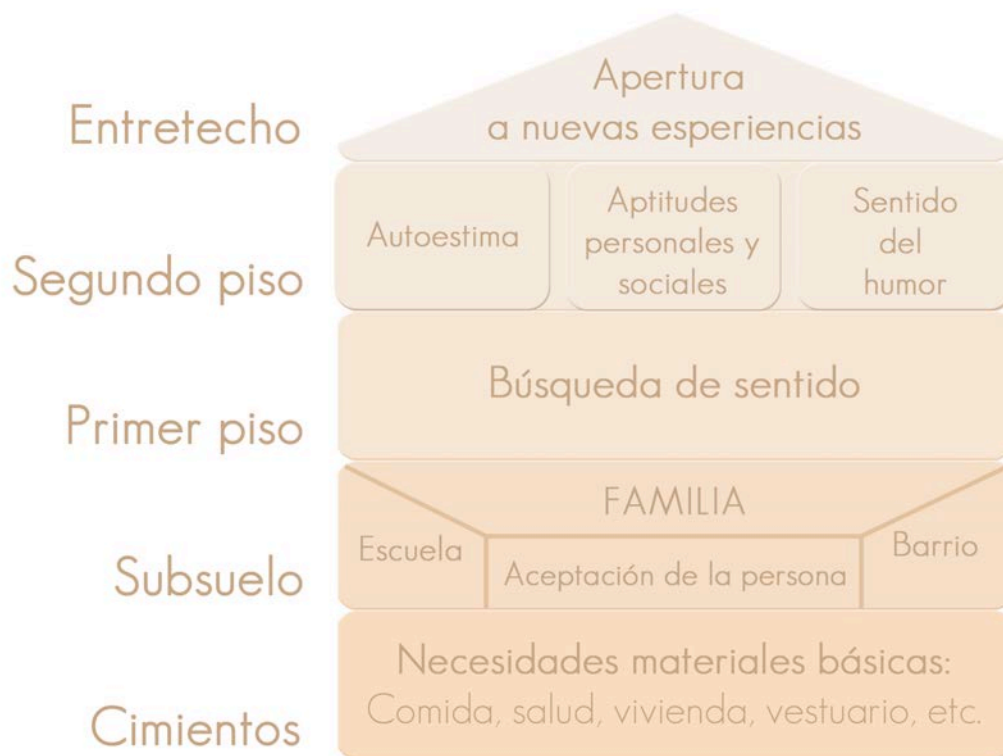 Entretecho
Apertura
a nuevas esperiencias
Segundo piso
Autoestima
Aptitudes
personales y
sociales
Sentido
del
humor
Primer piso
Búsqueda de sentido
Subsuelo
FAMILIA
Escuela
Aceptación de la persona
Barrio
Cimientos
Necesidades materiales básicas:
Comida, salud, vivienda, vestuario, etc.